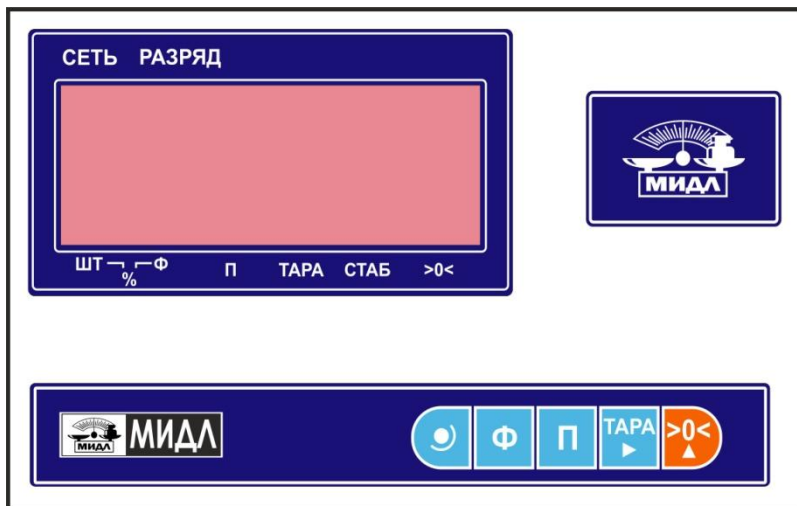 СЕТЬ РАЗРЯД
МИДЛ
ШТ % Ф П ТАРА СТАБ >0<
МИДЛ МИДЛ Ф П ТАРА >0<